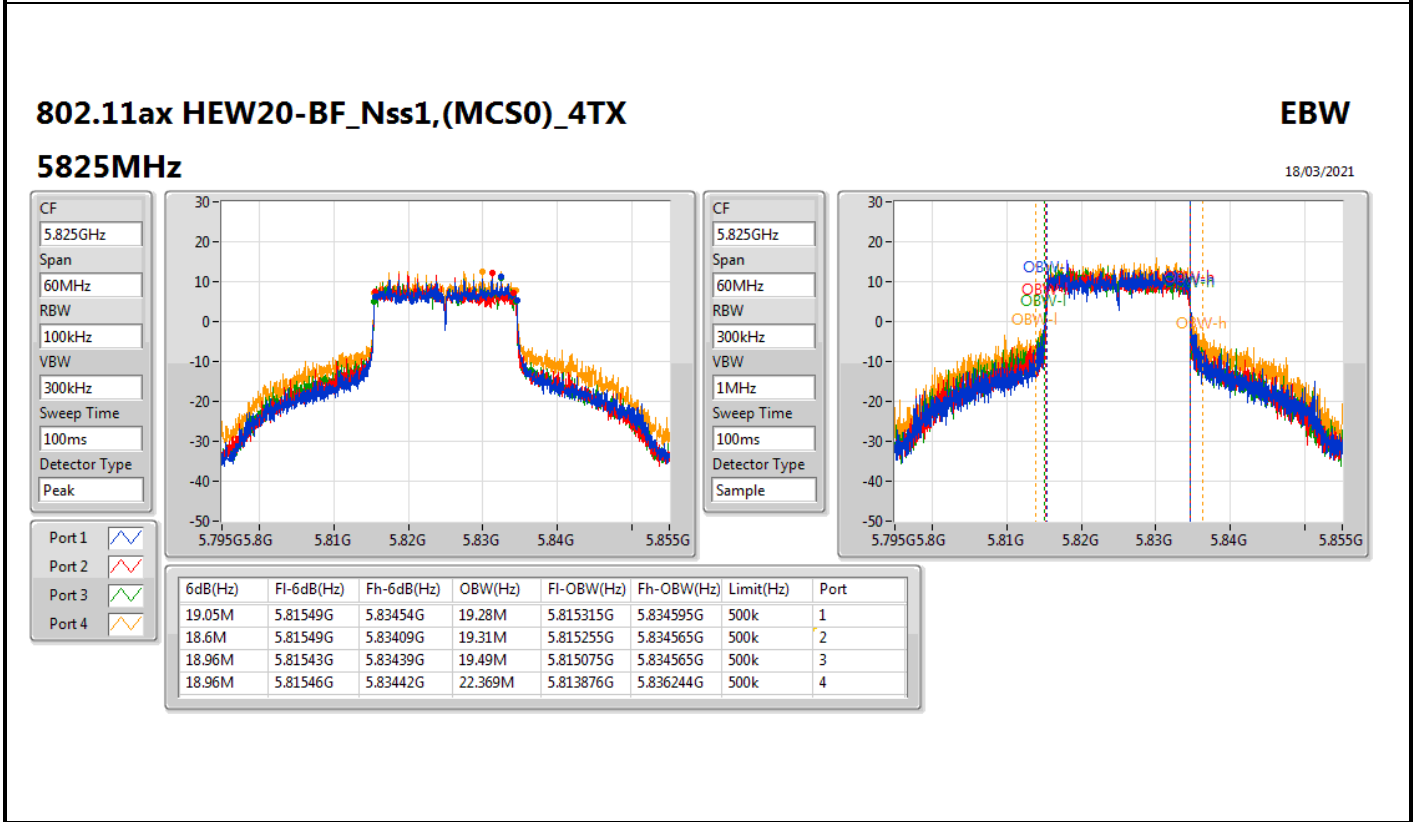 802.11ax HEW20-BF_Nss1,(MCS0)_4TX
EBW
5825MHz
18/03/2021
CF
5.825GHz
Span
60MHz
RBW
100kHz
VBW
300kHz
Sweep Time
100ms
Detector Type
Peak
30
20
10
0
-10
-20
-30
-40
-50
5.795G 5.8G 5.81G 5.82G 5.83G 5.84G 5.855G
CF
5.825GHz
Span
60MHz
RBW
300kHz
VBW
1MHz
Sweep Time
100ms
Detector Type
Sample
30
20
10
0
-10
-20
-30
-40
-50
OBW-l
OBW-l
OBW-l
OBW-h
OBW-h
5.795G 5.8G 5.81G 5.82G 5.83G 5.84G 5.855G
Port 1
Port 2
Port 3
Port 4
6dB(Hz) Fl-6dB(Hz) Fh-6dB(Hz) OBW(Hz) Fl-OBW(Hz) Fh-OBW(Hz) Limit(Hz) Port
19.05M 5.81549G 5.83454G 19.28M 5.815315G 5.834595G 500k 1
18.6M 5.81549G 5.83409G 19.31M 5.815255G 5.834565G 500k 2
18.96M 5.81543G 5.83439G 19.49M 5.815075G 5.834565G 500k 3
18.96M 5.81546G 5.83442G 22.369M 5.813876G 5.836244G 500k 4